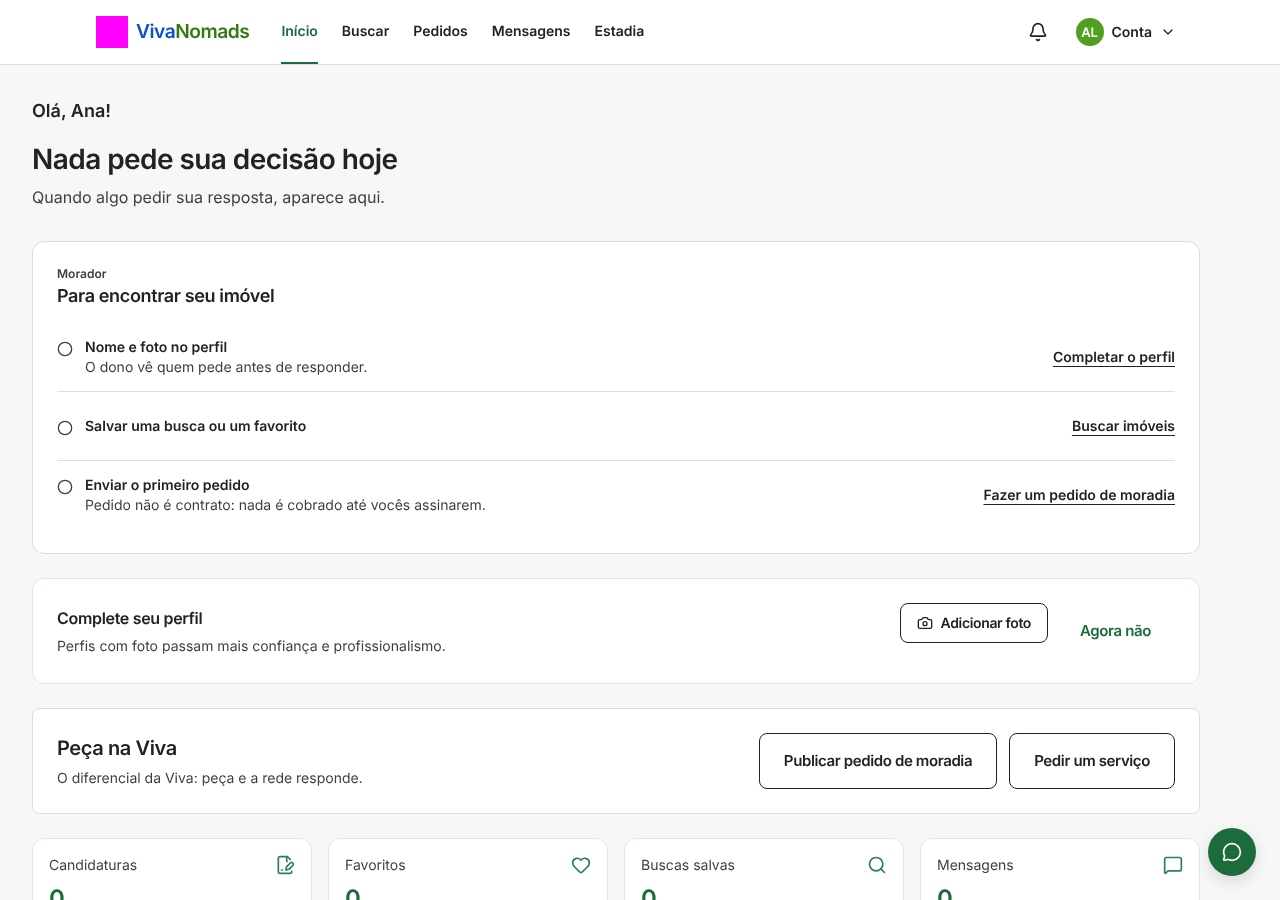 VivaNomads
Início
Buscar
Pedidos
Mensagens
Estadia
AL
Conta
Olá, Ana!
Nada pede sua decisão hoje
Quando algo pedir sua resposta, aparece aqui.
Morador
Para encontrar seu imóvel
Nome e foto no perfil
O dono vê quem pede antes de responder.
Completar o perfil
Salvar uma busca ou um favorito
Buscar imóveis
Enviar o primeiro pedido
Pedido não é contrato: nada é cobrado até vocês assinarem.
Fazer um pedido de moradia
Complete seu perfil
Perfis com foto passam mais confiança e profissionalismo.
Adicionar foto
Agora não
Peça na Viva
O diferencial da Viva: peça e a rede responde.
Publicar pedido de moradia
Pedir um serviço
Candidaturas
0
Favoritos
0
Buscas salvas
0
Mensagens
0